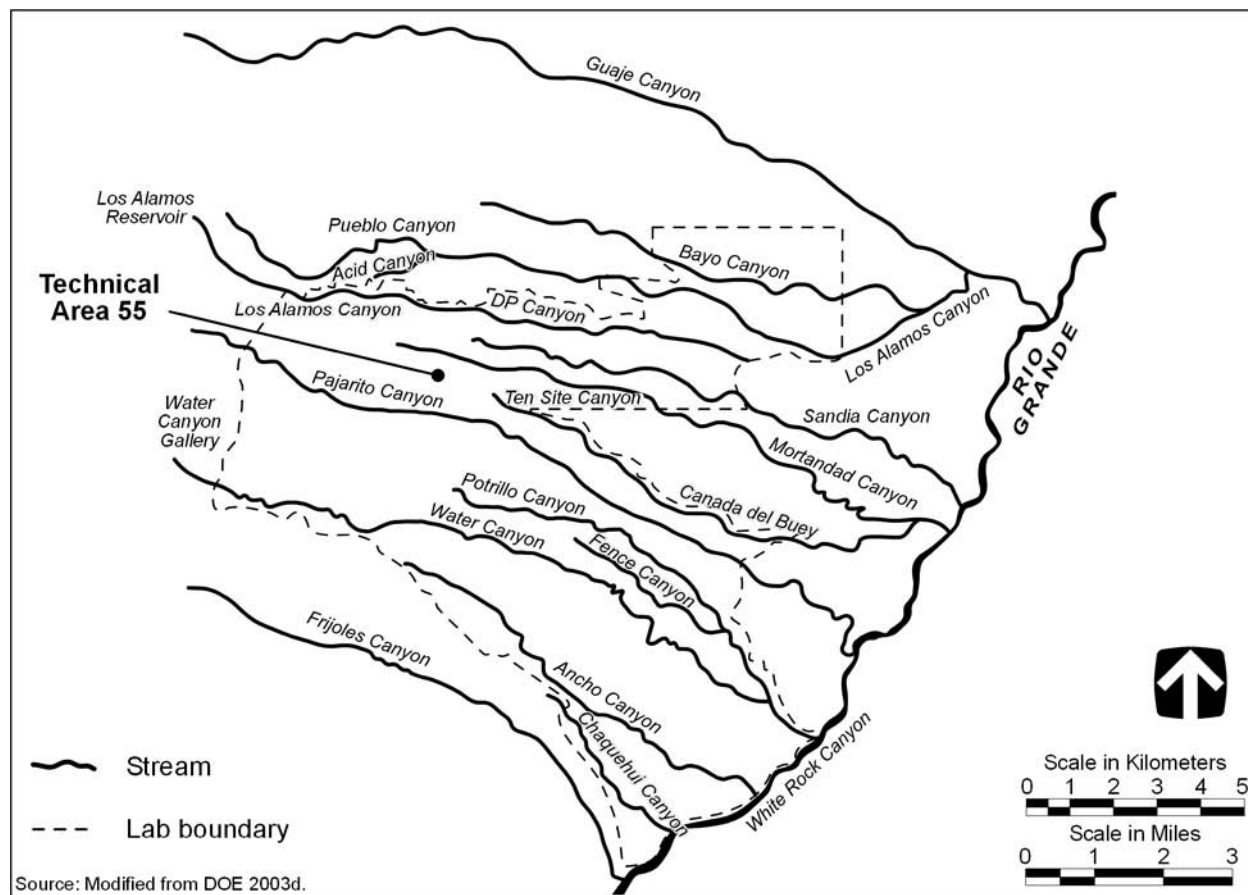 Guaje Canyon
Los Alamos
Reservoir
Pueblo Canyon
Acid Canyon
Bayo Canyon
Technical
Area 55
Los Alamos Canyon
DP Canyon
Los Alamos Canyon
RIO
GRANDE
Pajarito Canyon
Ten Site Canyon
Sandia Canyon
Water
Canyon
Gallery
Mortandad Canyon
Potrillo Canyon
Canada del Buey
Water Canyon
Fence Canyon
Frijoles Canyon
Ancho Canyon
Chaquehui Canyon
White Rock Canyon
Stream
Lab boundary
Scale in Kilometers
0 1 2 3 4 5
Scale in Miles
0 1 2 3
Source: Modified from DOE 2003d.